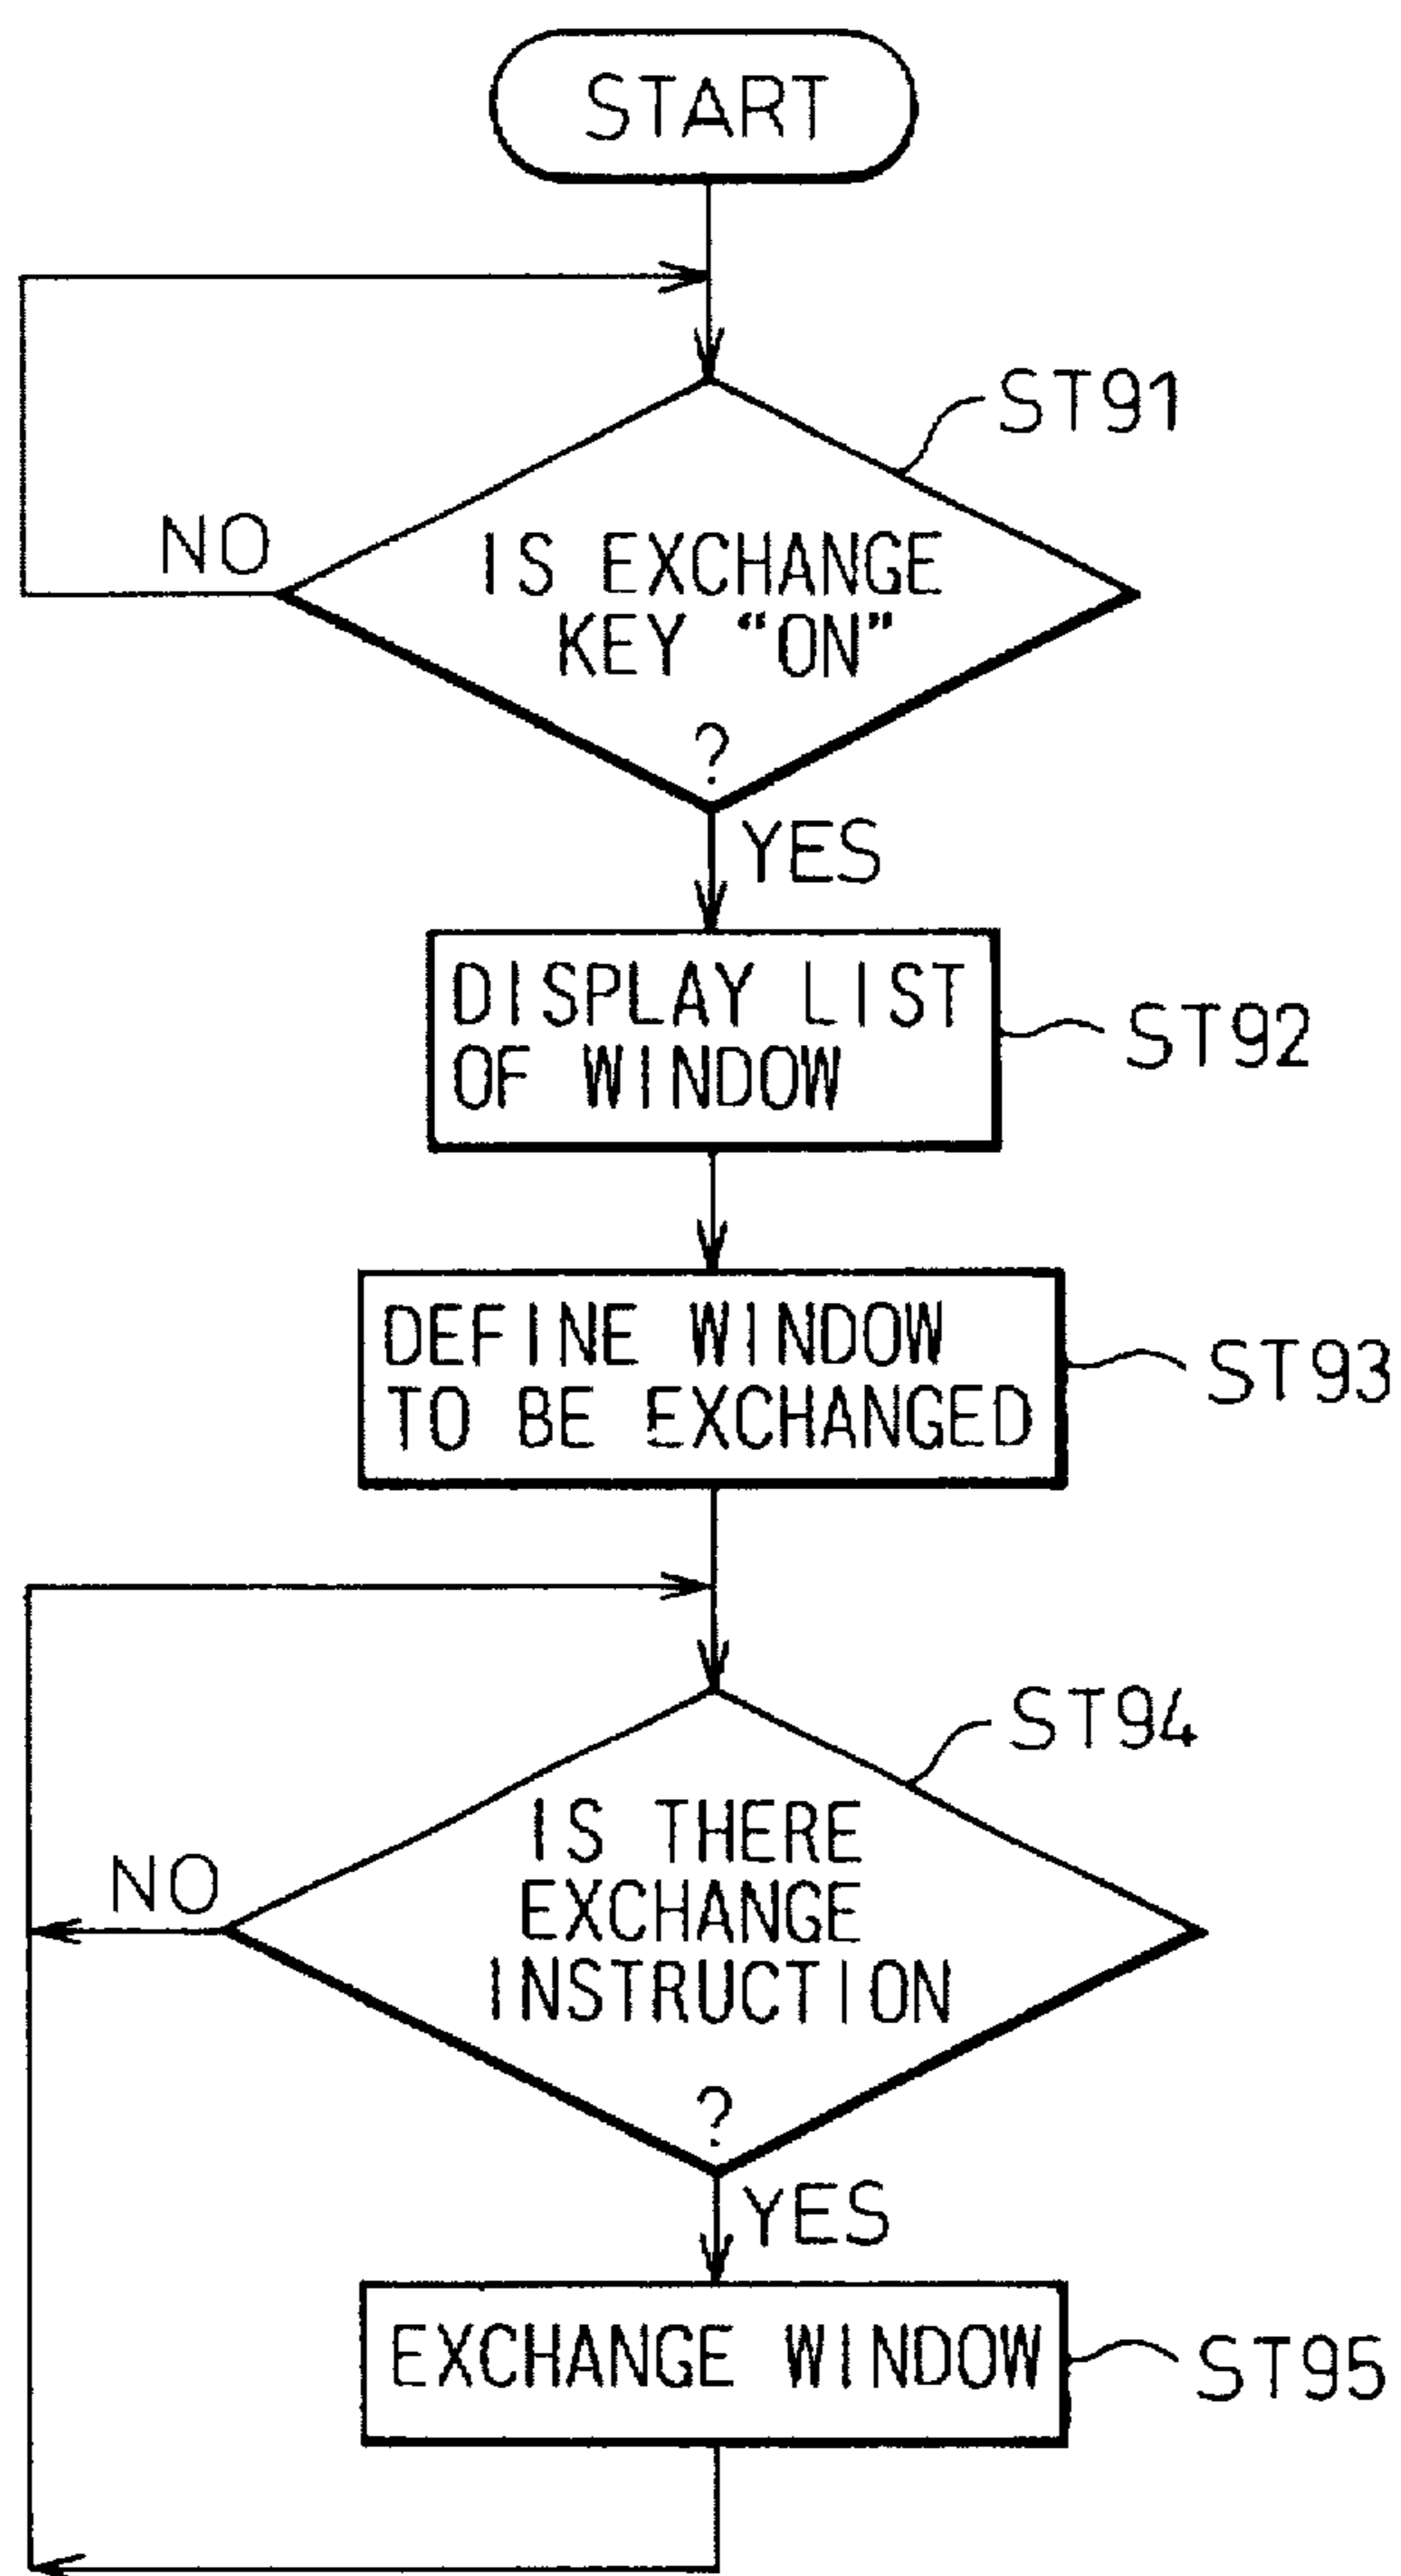 START
ST91
NO
IS EXCHANGE
KEY “ON”
?
YES
DISPLAY LIST
OF WINDOW
ST92
DEFINE WINDOW
TO BE EXCHANGED
ST93
ST94
NO
IS THERE
EXCHANGE
INSTRUCTION
?
YES
EXCHANGE WINDOW
ST95